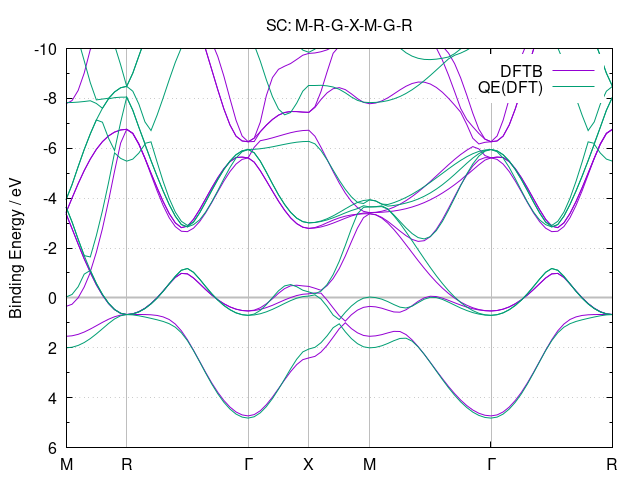 SC: M-R-G-X-M-G-R
DFTB
QE(DFT)
Binding Energy / eV
-10
-8
-6
-4
-2
0
2
4
6
M R Γ X M Γ R